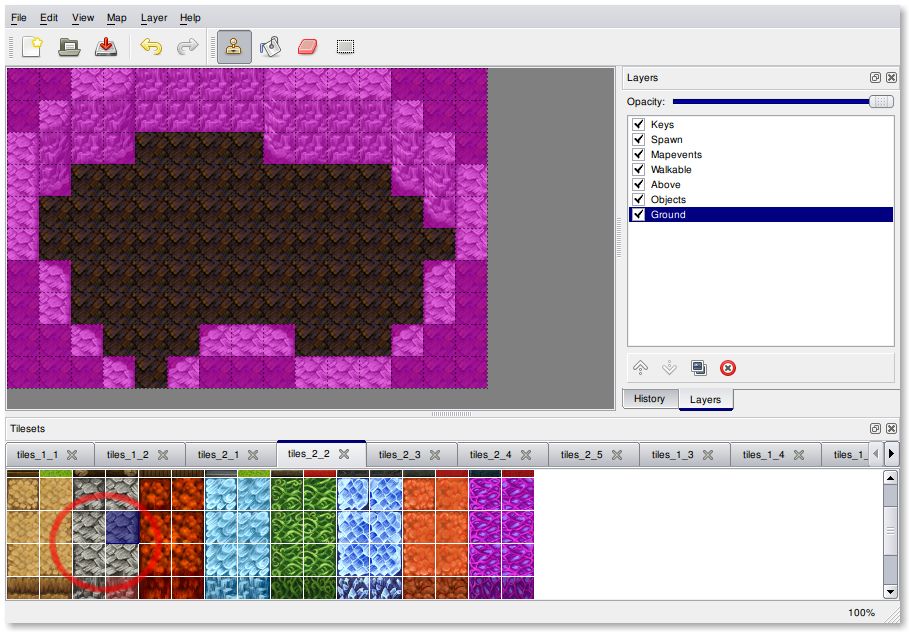 File Edit View Map Layer Help
Layers
Opacity:
Keys
Spawn
Mapevents
Walkable
Above
Objects
Ground
History Layers
Tilesets
tiles_1_1 tiles_1_2 tiles_2_1 tiles_2_2 tiles_2_3 tiles_2_4 tiles_2_5 tiles_1_3 tiles_1_4 tiles_1_
100%